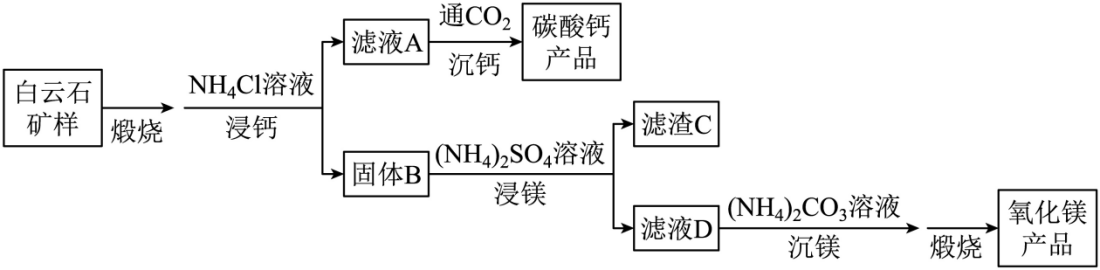 白云石
矿样
煅烧
NH₄Cl溶液
浸钙
滤液A
通CO₂
沉钙
碳酸钙
产品
固体B
(NH₄)₂SO₄溶液
浸镁
滤渣C
滤液D
(NH₄)₂CO₃溶液
沉镁
煅烧
氧化镁
产品